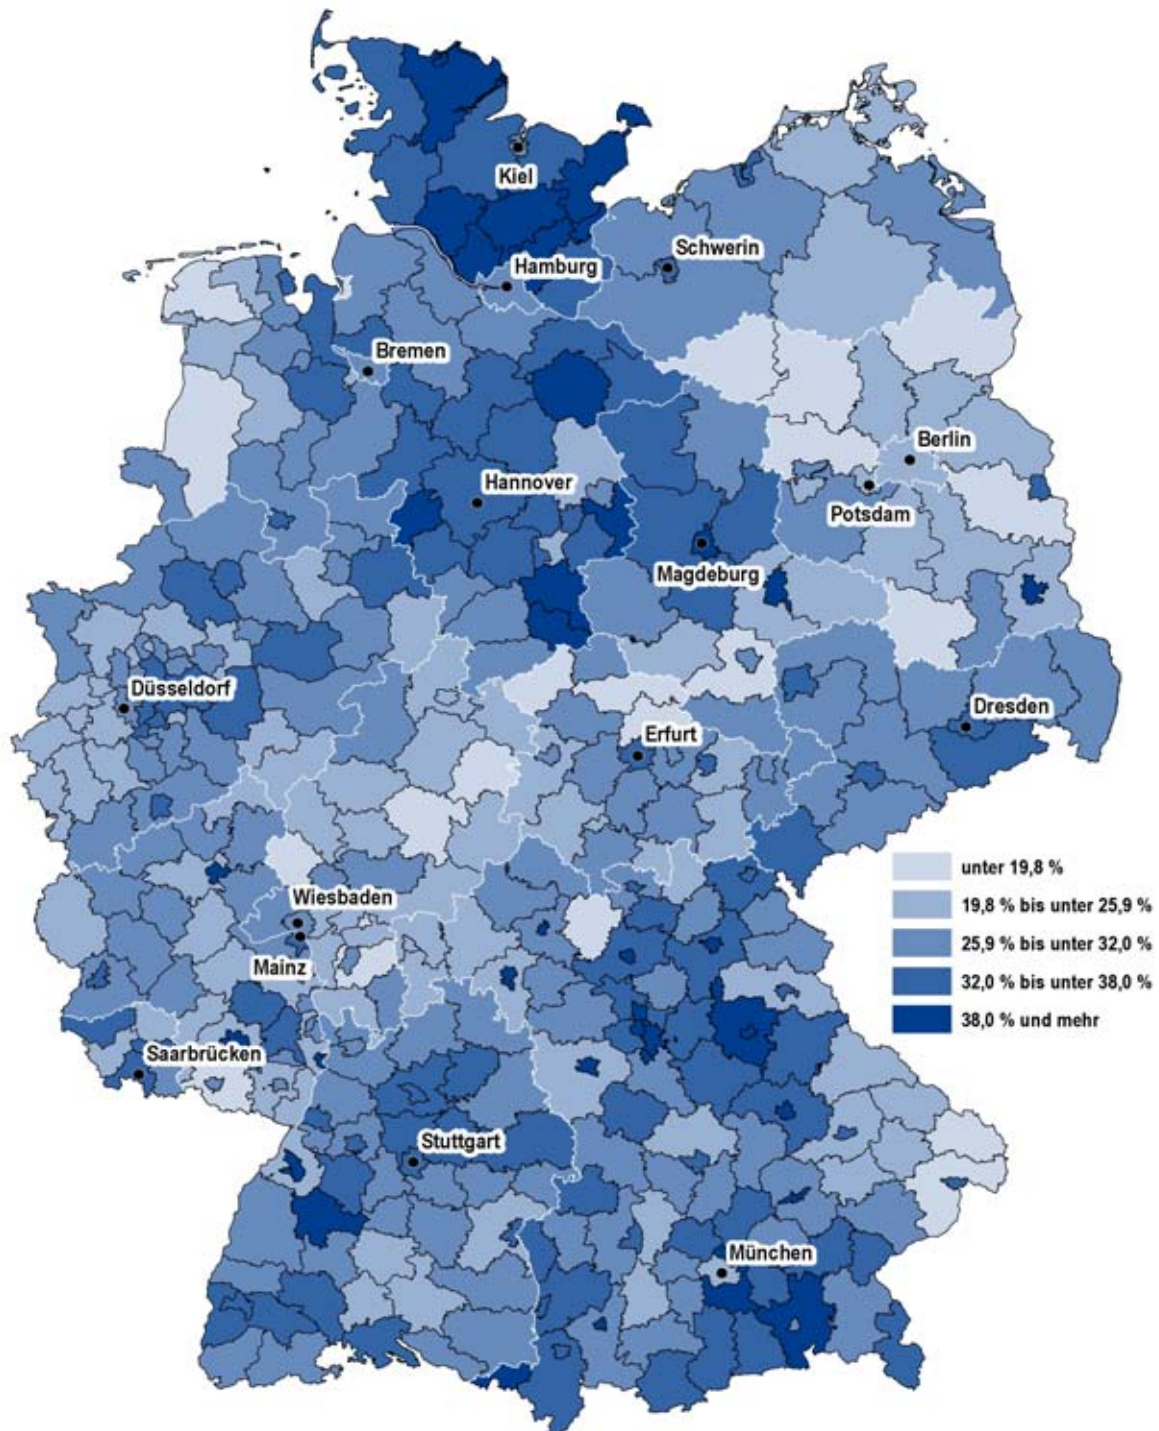 Kiel
Schwerin
Hamburg
Bremen
Berlin
Hannover
Potsdam
Magdeburg
Düsseldorf
Dresden
Erfurt
unter 19,8 %
19,8 % bis unter 25,9 %
Wiesbaden
25,9 % bis unter 32,0 %
Mainz
32,0 % bis unter 38,0 %
38,0 % und mehr
Saarbrücken
Stuttgart
München